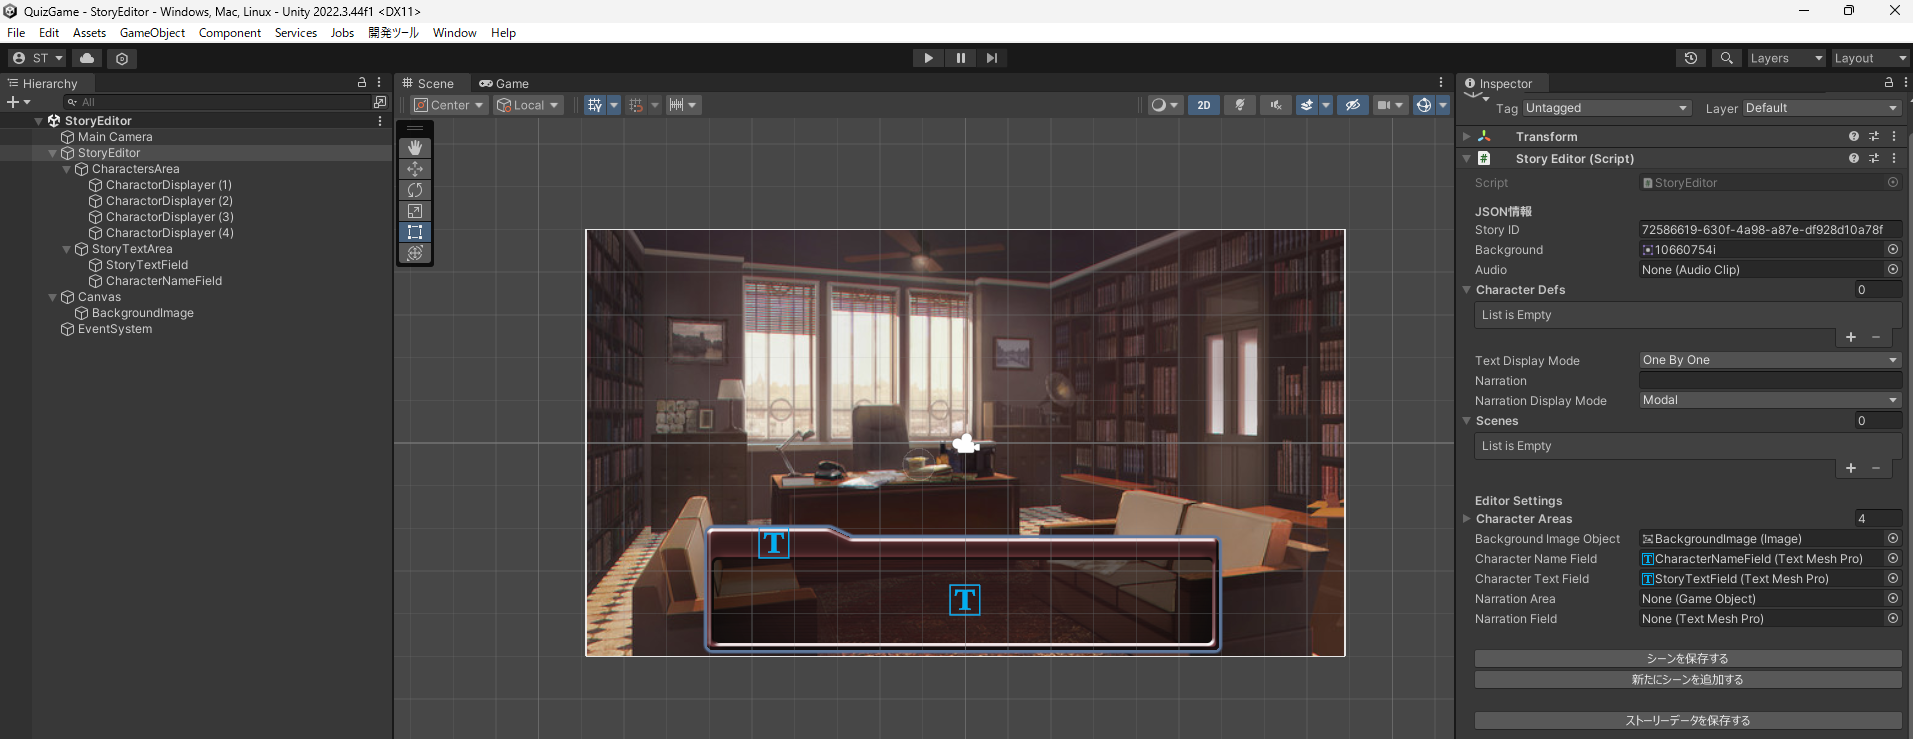 QuizGame - StoryEditor - Windows, Mac, Linux - Unity 2022.3.44f1 <DX11>
File Edit Assets GameObject Component Services Jobs 開発ツール Window Help
ST
Layers
Layout
Hierarchy
All
StoryEditor
Main Camera
StoryEditor
CharactersArea
CharactorDisplayer (1)
CharactorDisplayer (2)
CharactorDisplayer (3)
CharactorDisplayer (4)
StoryTextArea
StoryTextField
CharacterNameField
Canvas
BackgroundImage
EventSystem
Scene
Game
Center
Local
2D
T
T
Inspector
Tag Untagged Layer Default
Transform
# Story Editor (Script)
Script StoryEditor
JSON情報
Story ID 72586619-630f-4a98-a87e-df928d10a78f
Background 10660754i
Audio None (Audio Clip)
Character Defs 0
List is Empty
+ −
Text Display Mode One By One
Narration
Narration Display Mode Modal
Scenes 0
List is Empty
+ −
Editor Settings
Character Areas 4
Background Image Object BackgroundImage (Image)
Character Name Field CharacterNameField (Text Mesh Pro)
Character Text Field StoryTextField (Text Mesh Pro)
Narration Area None (Game Object)
Narration Field None (Text Mesh Pro)
シーンを保存する
新たにシーンを追加する
ストーリーデータを保存する